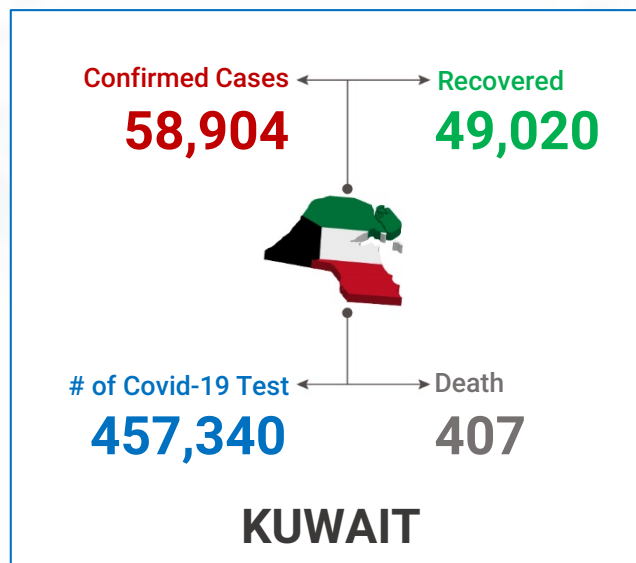 Confirmed Cases
58,904
Recovered
49,020
# of Covid-19 Test
457,340
Death
407
KUWAIT